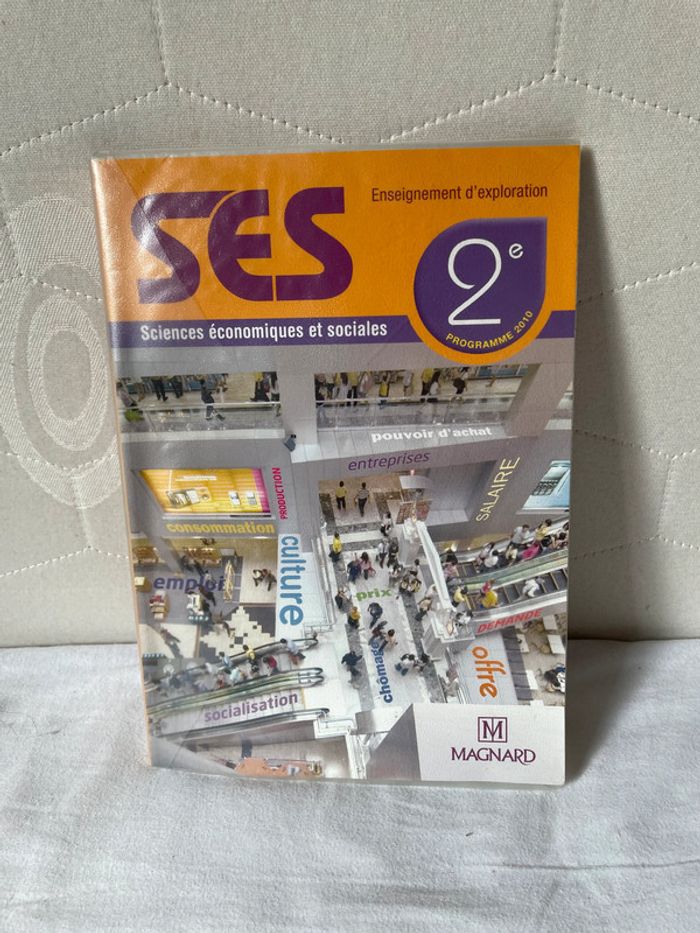 SES
Enseignement d'exploration
2e
PROGRAMME 2010
Sciences économiques et sociales
pouvoir d'achat
entreprises
SALAIRE
PRODUCTION
consommation
culture
emploi
prix
DEMANDE
offre
chômage
socialisation
M
MAGNARD